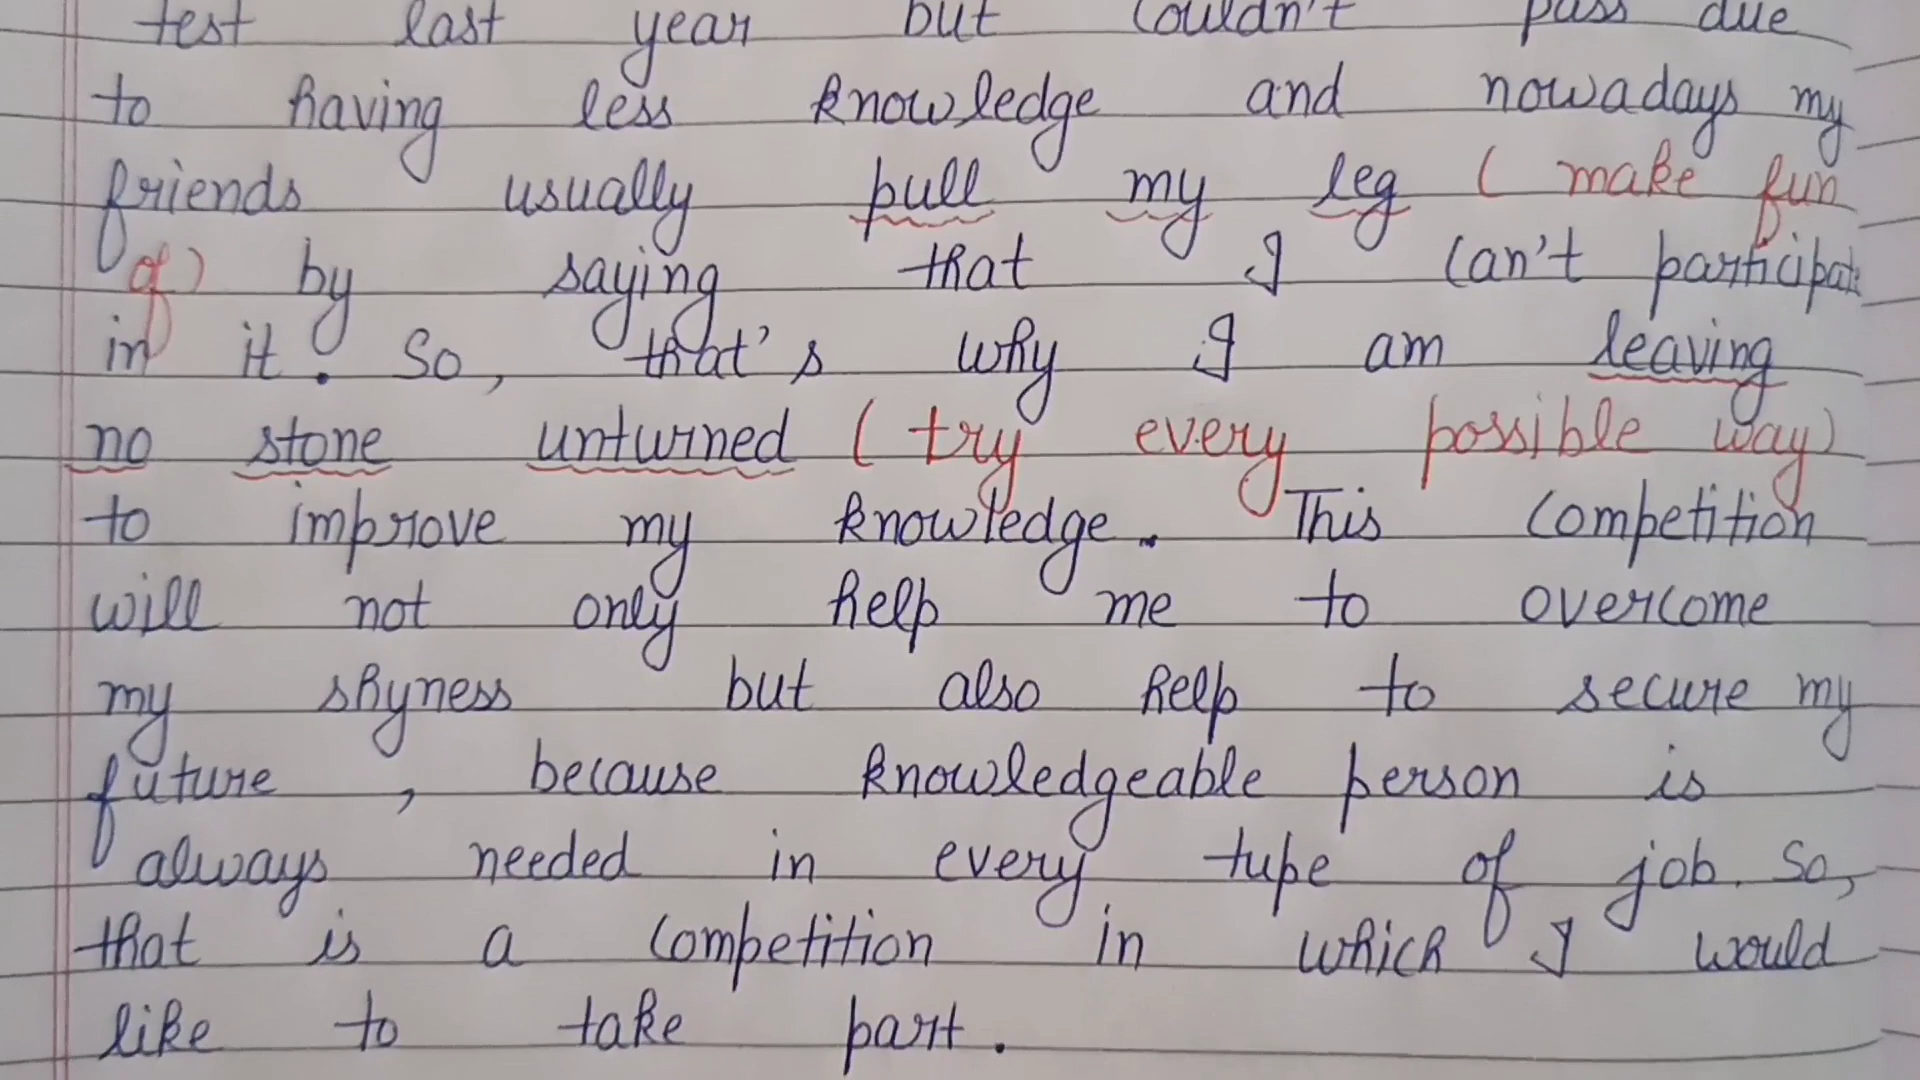 test last year but couldn't pass due
to having less knowledge and nowadays my
friends usually pull my leg ( make fun
of) by saying that I can't participate
in it. So, that's why I am leaving
no stone unturned ( try every possible way)
to improve my knowledge. This competition
will not only help me to overcome
my shyness but also help to secure my
future, because knowledgeable person is
always needed in every type of job. So,
that is a competition in which I would
like to take part.